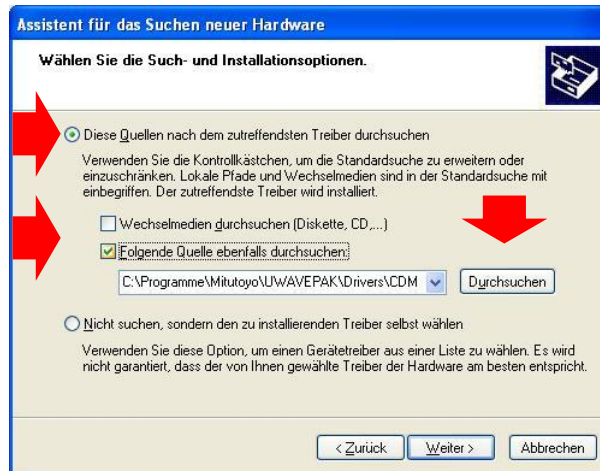 Assistent für das Suchen neuer Hardware
Wählen Sie die Such- und Installationsoptionen.
Diese Quellen nach dem zutreffendsten Treiber durchsuchen
Verwenden Sie die Kontrollkästchen, um die Standardsuche zu erweitern oder
einzuschränken. Lokale Pfade und Wechselmedien sind in der Standardsuche mit
einbegriffen. Der zutreffendste Treiber wird installiert.
Wechselmedien durchsuchen (Diskette, CD,...)
Folgende Quelle ebenfalls durchsuchen:
C:\Programme\Mitutoyo\UWAVEPAK\Drivers\CDM
Durchsuchen
Nicht suchen, sondern den zu installierenden Treiber selbst wählen
Verwenden Sie diese Option, um einen Gerätetreiber aus einer Liste zu wählen. Es wird
nicht garantiert, dass der von Ihnen gewählte Treiber der Hardware am besten entspricht.
< Zurück
Weiter >
Abbrechen